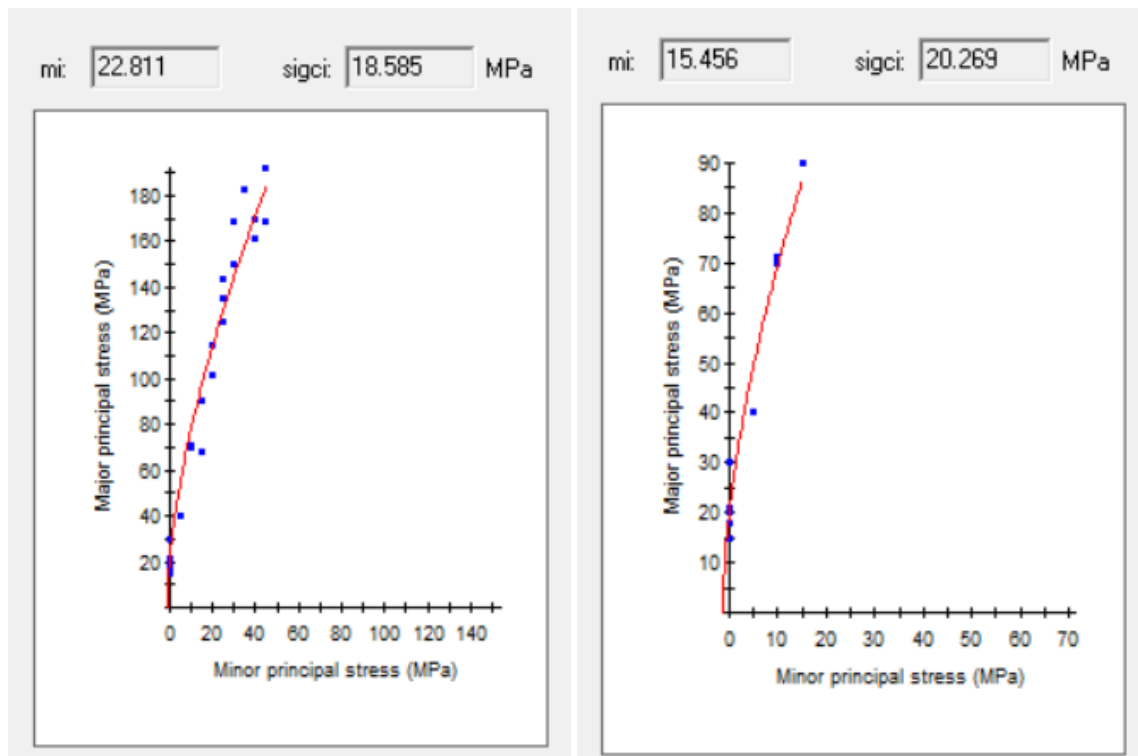 mi: 22.811 sigci: 18.585 MPa
Major principal stress (MPa)
180
160
140
120
100
80
60
40
20
0 20 40 60 80 100 120 140
Minor principal stress (MPa)
mi: 15.456 sigci: 20.269 MPa
Major principal stress (MPa)
90
80
70
60
50
40
30
20
10
0 10 20 30 40 50 60 70
Minor principal stress (MPa)